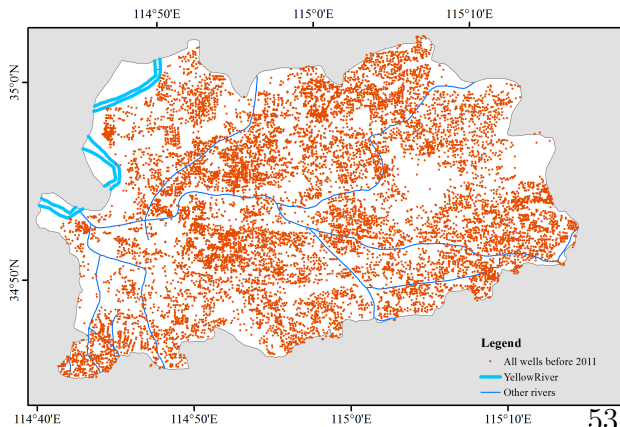 114°50'E 115°0'E 115°10'E
35°0'N
34°50'N
Legend
All wells before 2011
YellowRiver
Other rivers
114°40'E 114°50'E 115°0'E 115°10'E
53